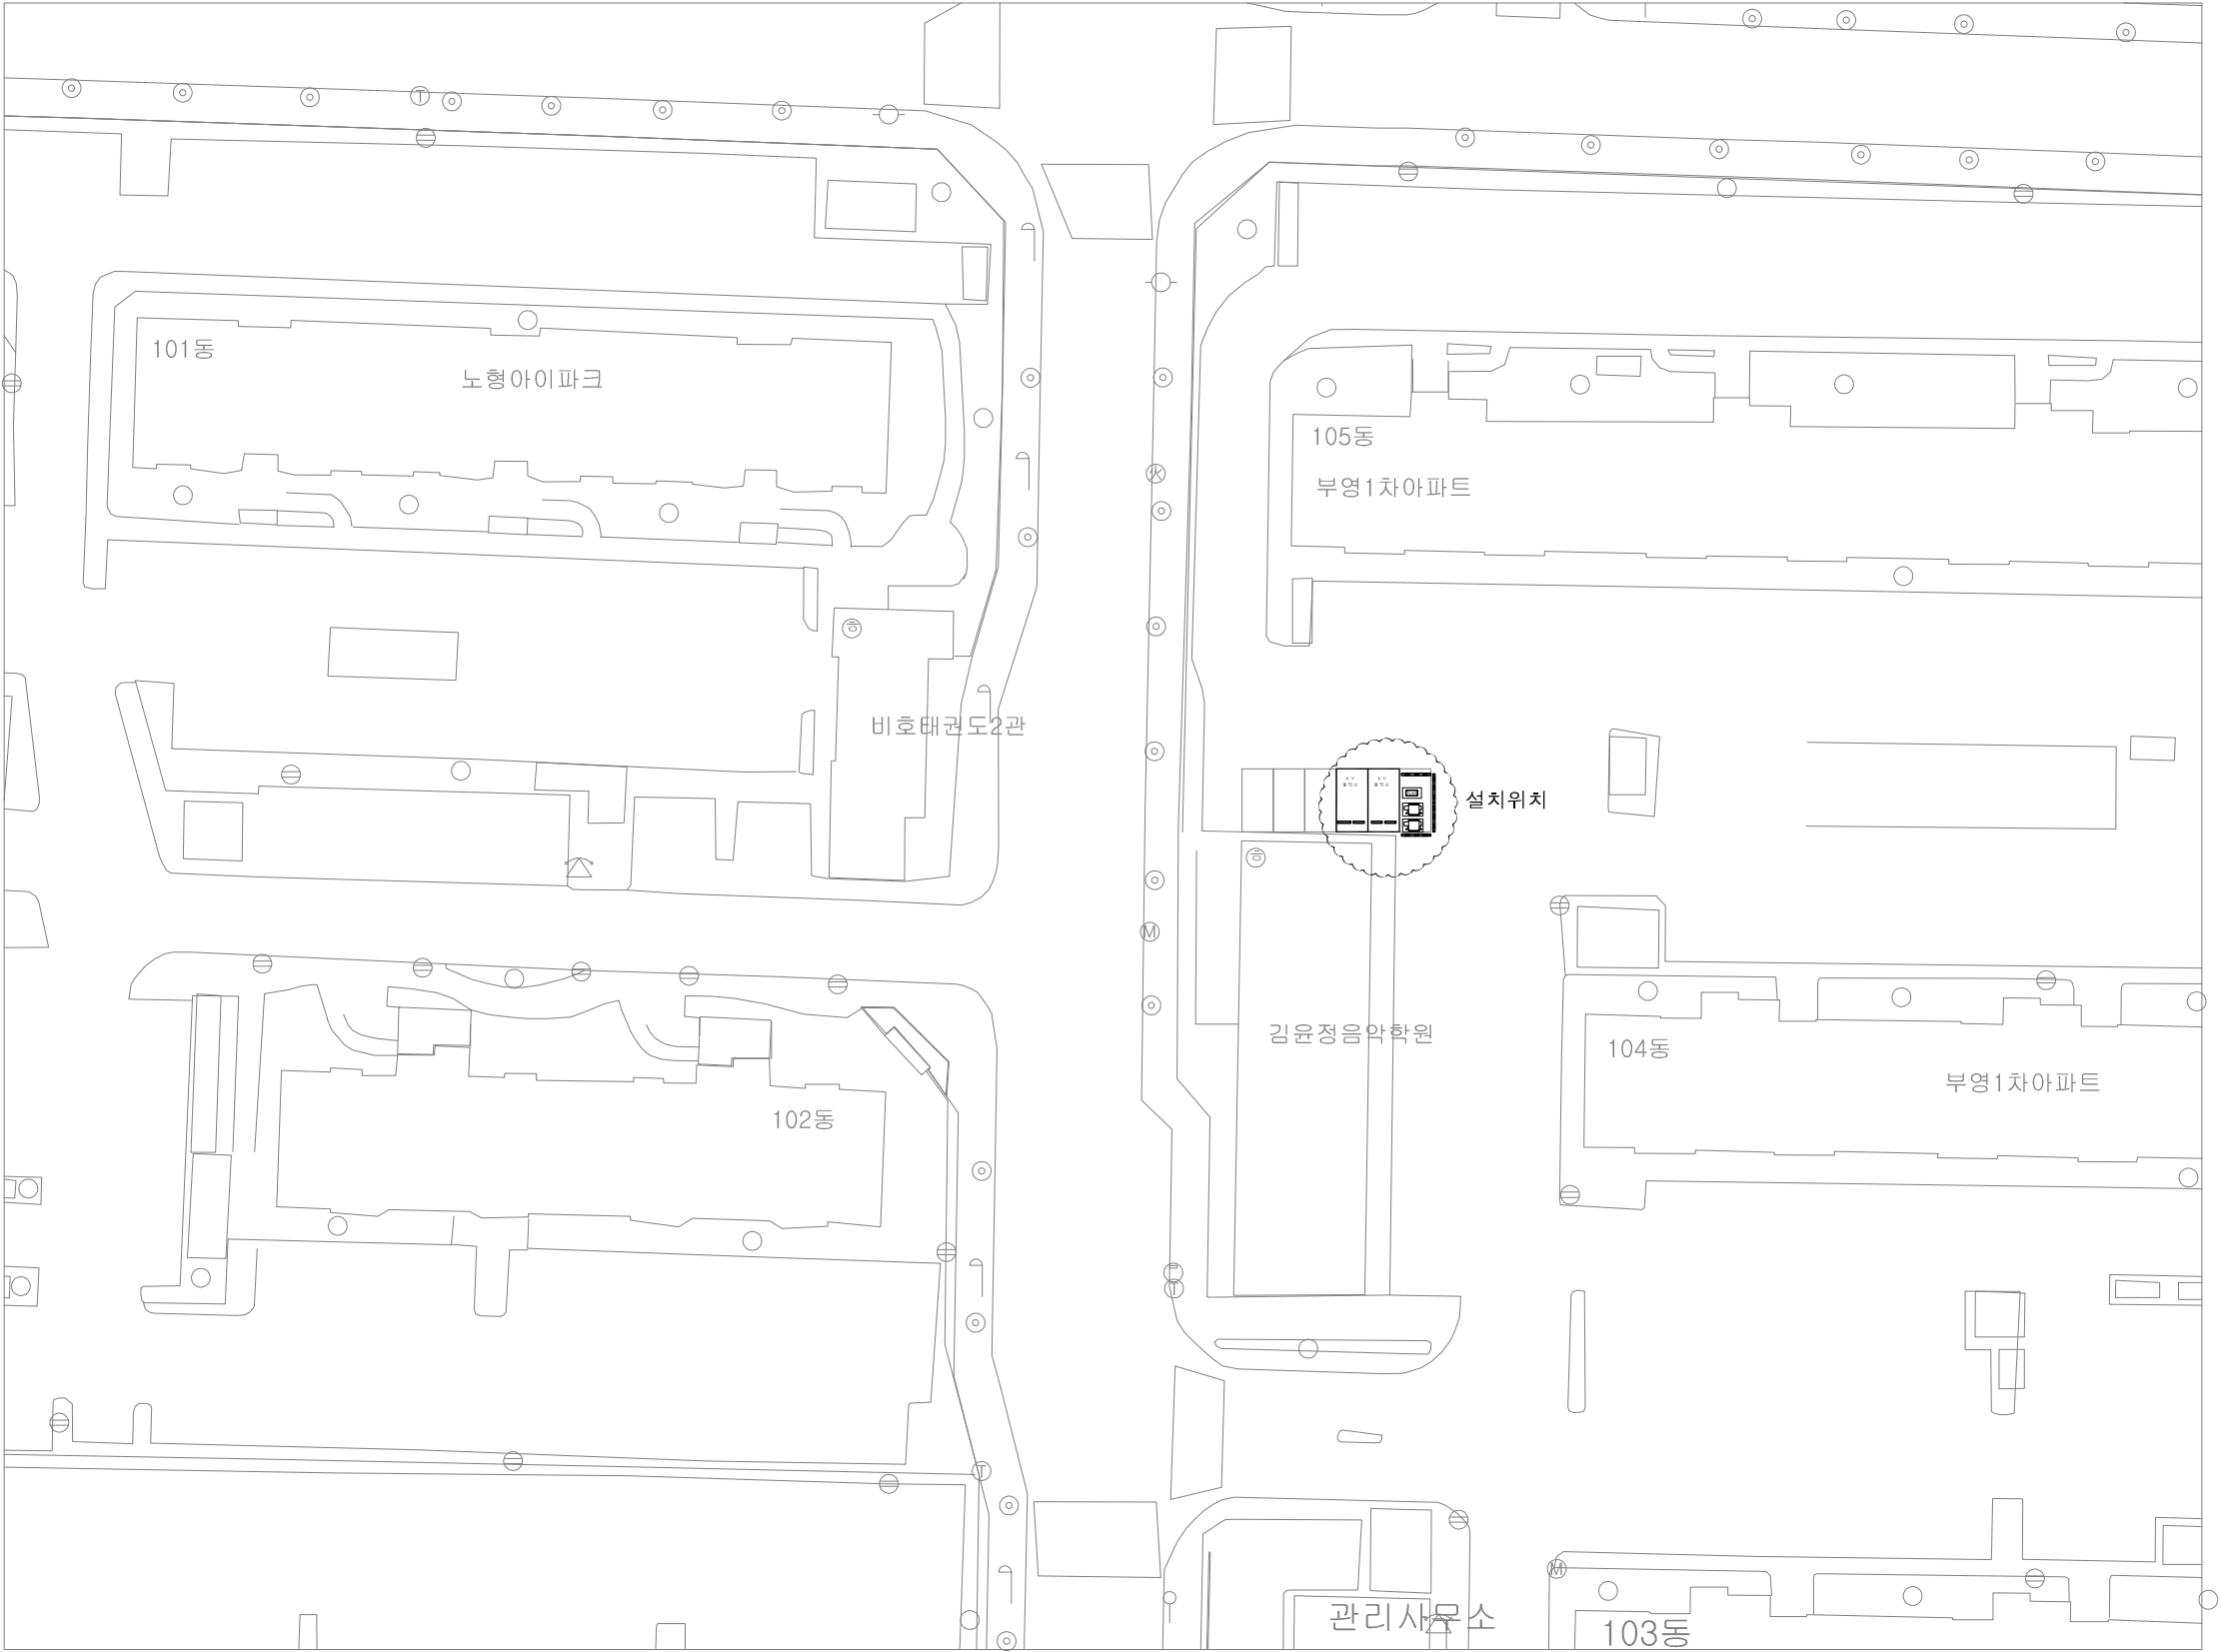 101동
노형아이파크
105동
부영1차아파트
비호태권도2관
설치위치
김윤정음악학원
104동
부영1차아파트
102동
관리사무소
103동
T
火
ㅎ
ㅎ
M
T
T
M